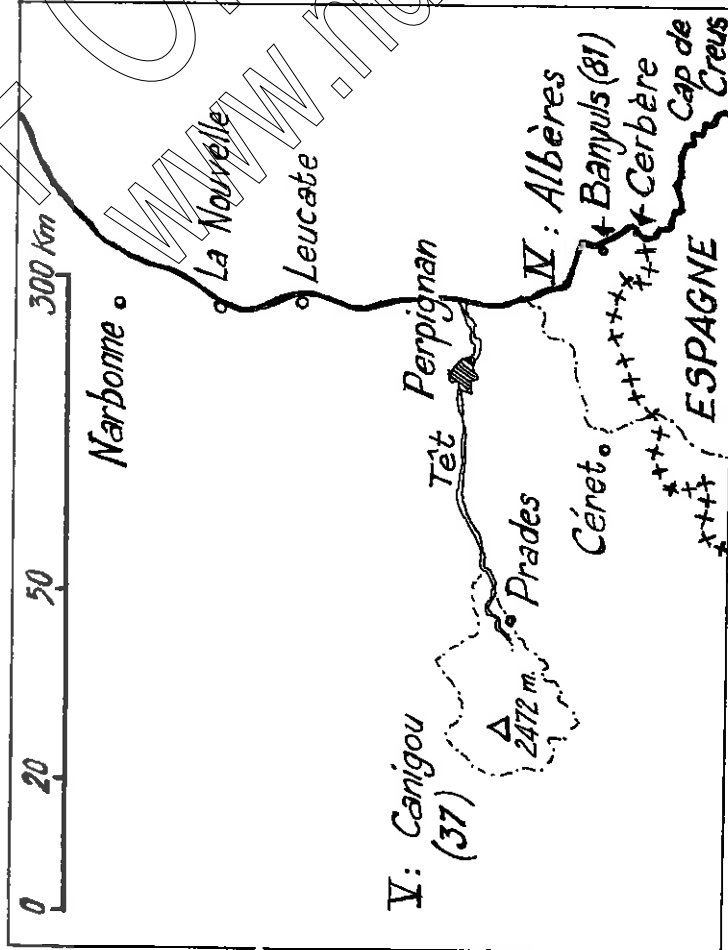 0 20 50 300 Km
Narbonne
La Nouvelle
Leucate
V : Canigou
(37)
Têt
Perpignan
2472 m.
Prades
Céret
IV : Albères
Banyuls (81)
Cerbère
Cap de
Creus
ESPAGNE
www.